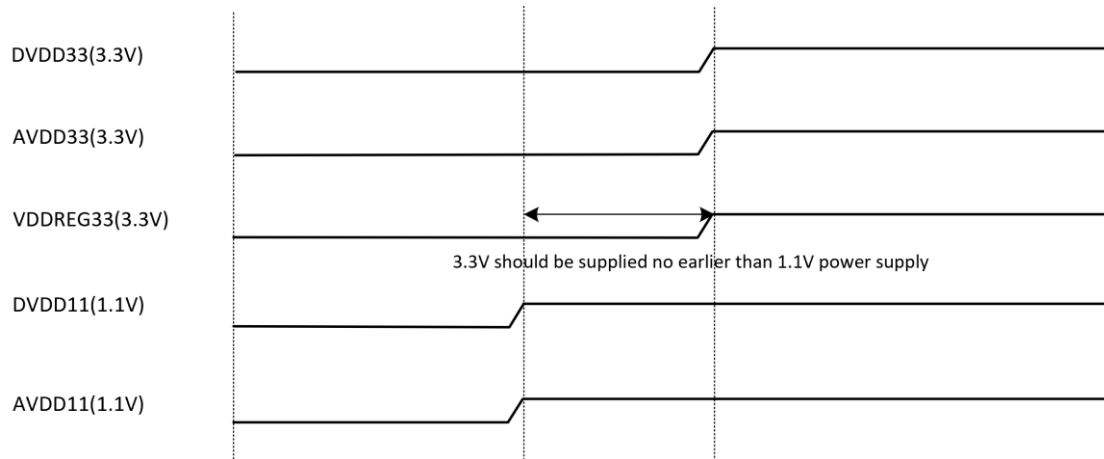 DVDD33(3.3V)
AVDD33(3.3V)
VDDREG33(3.3V)
3.3V should be supplied no earlier than 1.1V power supply
DVDD11(1.1V)
AVDD11(1.1V)